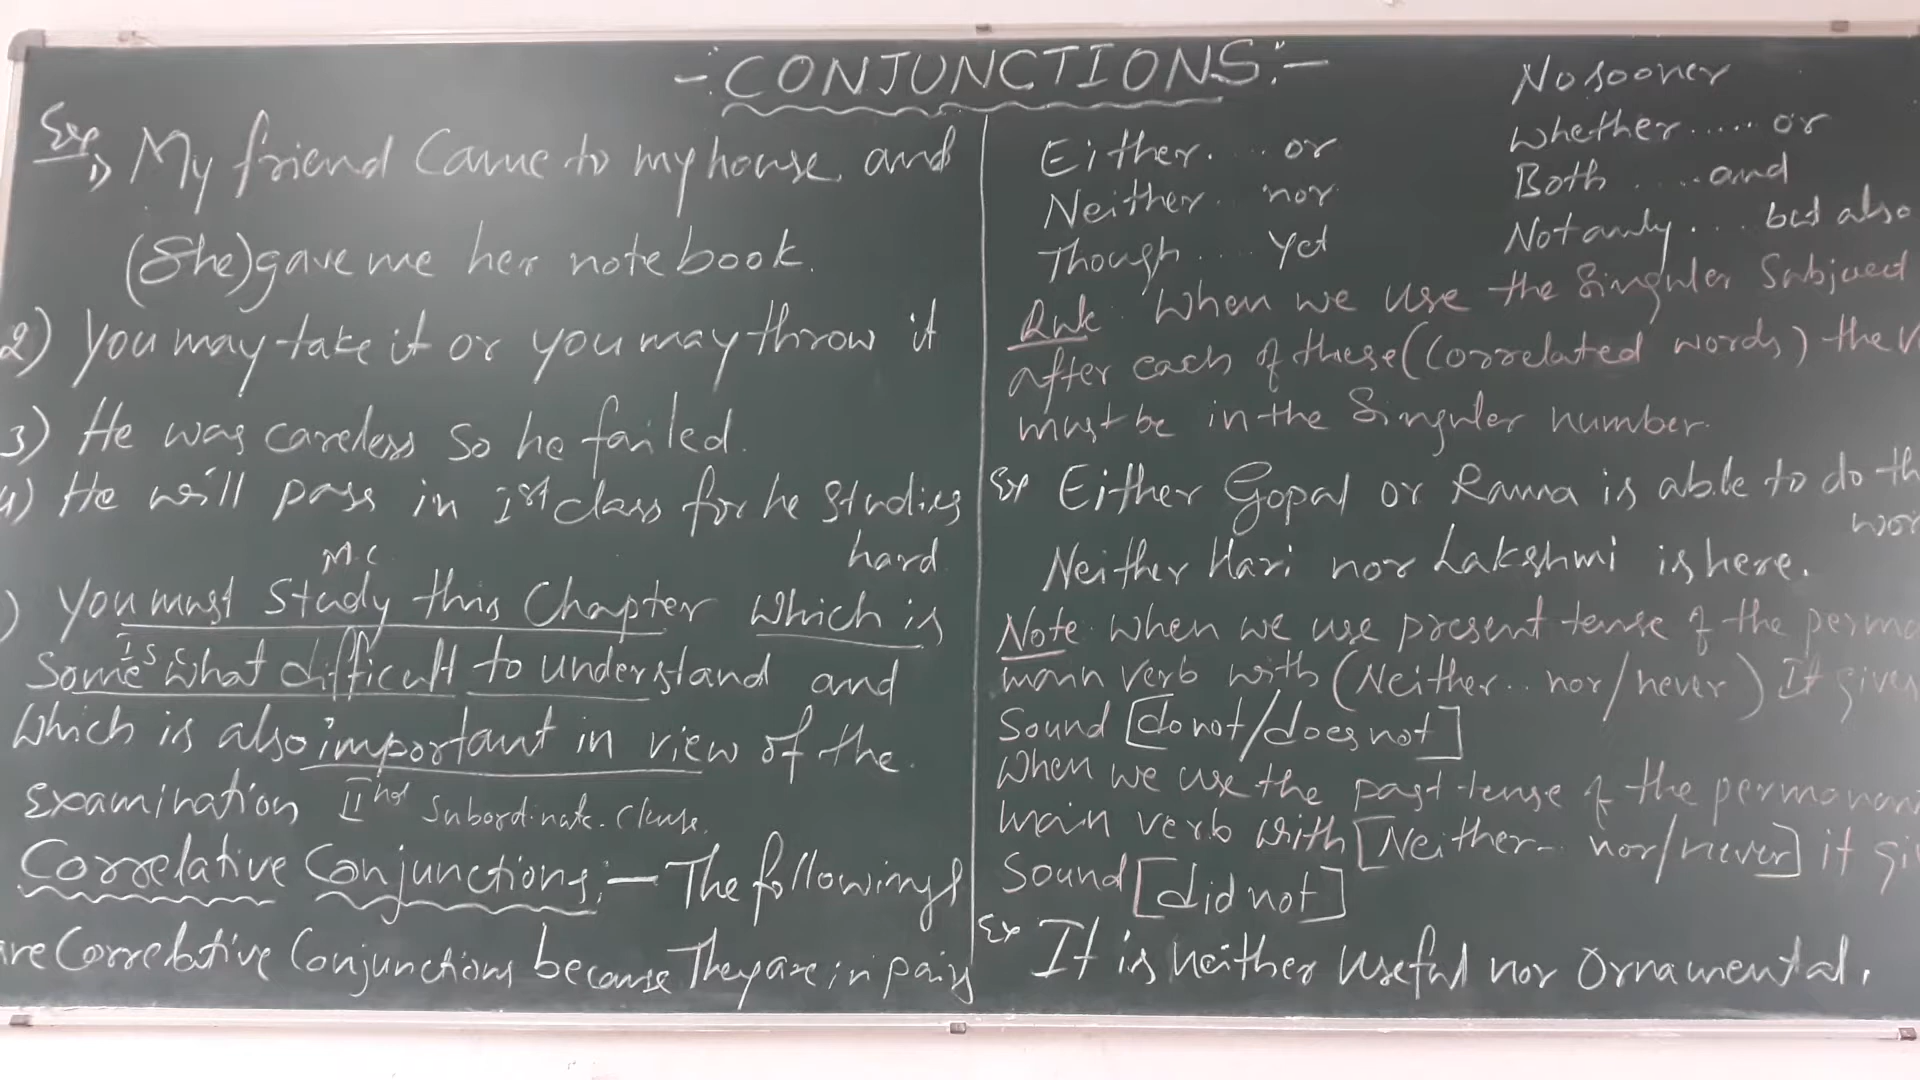 -:CONJUNCTIONS:-
Exp 1) My friend Came to my house, and
(She) gave me her note book.
2) You may take it or you may throw it
3) He was careless so he failed.
4) He will pass in Ist class for he studies
hard
M.C
) You must study this Chapter which is
I S C
Some what difficult to understand and
Which is also important in view of the
examination IInd Subordinate. Clause.
Correlative Conjunctions:- The followings
are Correlative Conjunctions because They are in pairs
Either. ... or
Neither .. nor
Though .... Yet
No sooner
Whether ..... or
Both .....and
Not only.... but also
Rule: When we use the Singuler Subjued
after each of these (Correlated words) the V
must be in the Singuler number.
Ex Either Gopal or Rama is able to do th
wor
Neither Hari nor Lakshmi is here.
Note: when we use present tense of the perma
main verb with (Neither.. nor/never) It gives
Sound [do not/does not]
When we use the past tense of the permanan
main verb with [Neither- nor/never] it gi
Sound [did not]
Ex It is neither useful nor Ornamental.